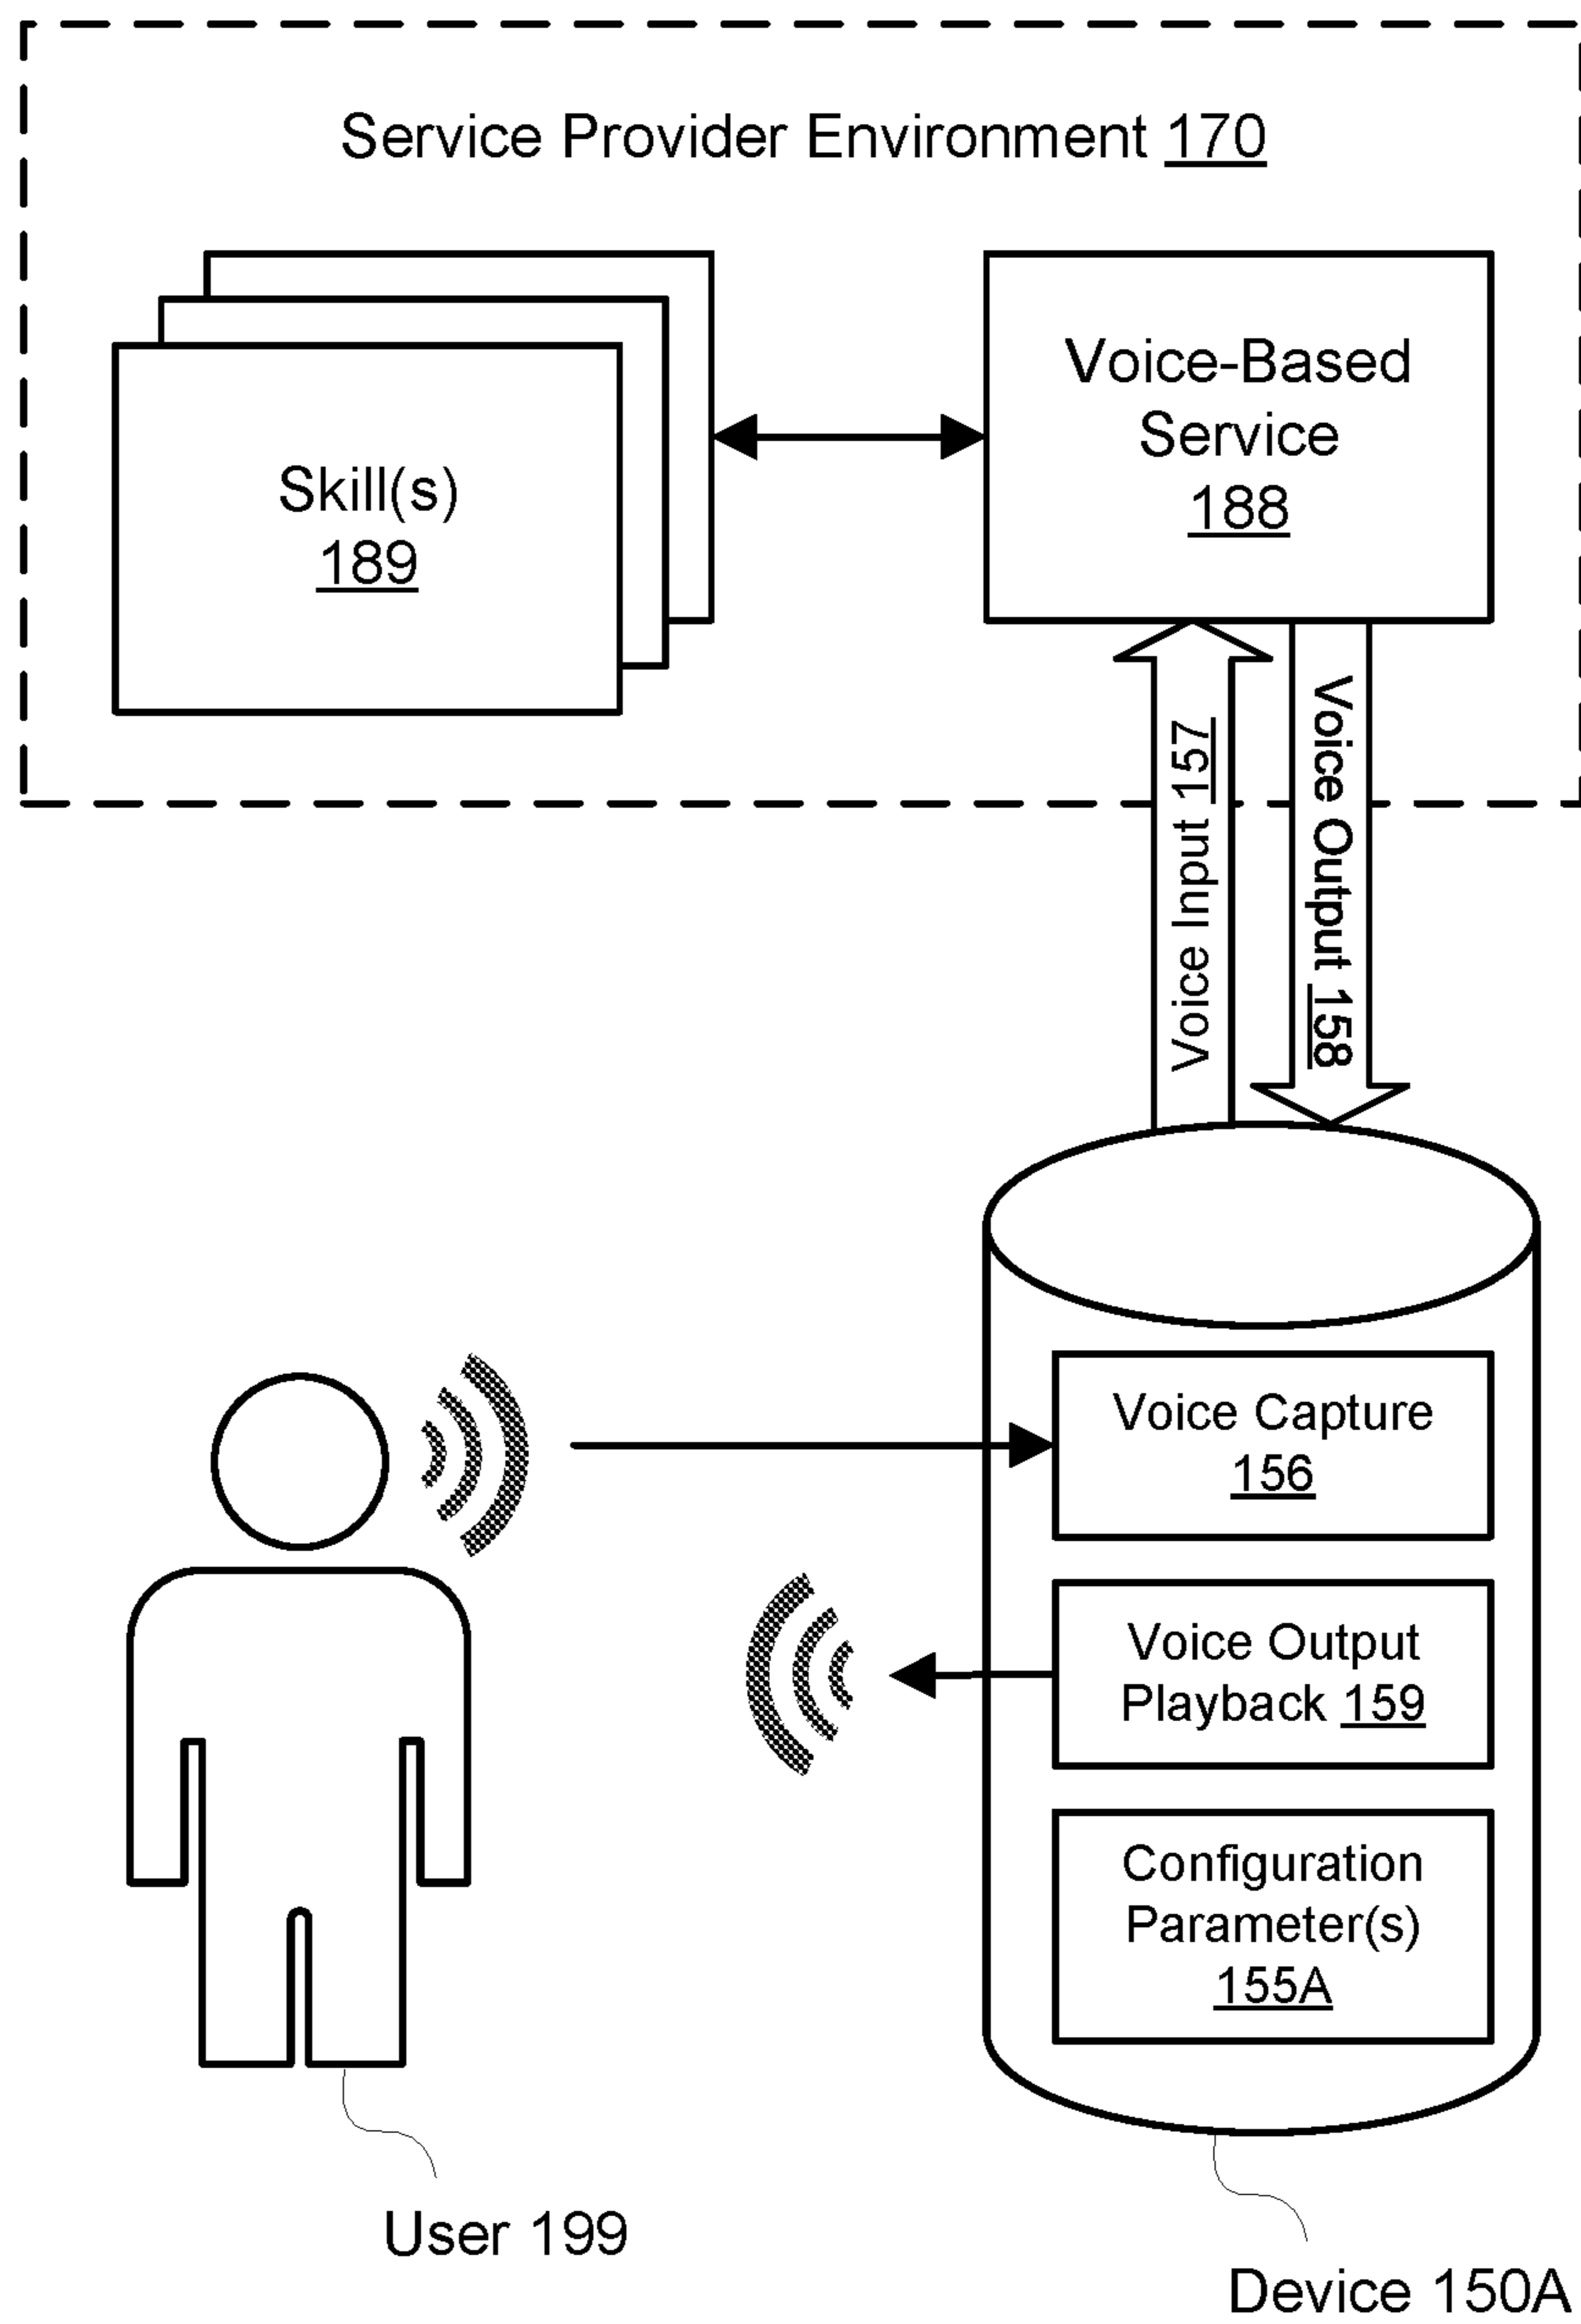 Service Provider Environment 170
Skill(s)
189
Voice-Based
Service
188
Voice Input 157
Voice Output 158
Voice Capture
156
Voice Output
Playback 159
Configuration
Parameter(s)
155A
User 199
Device 150A